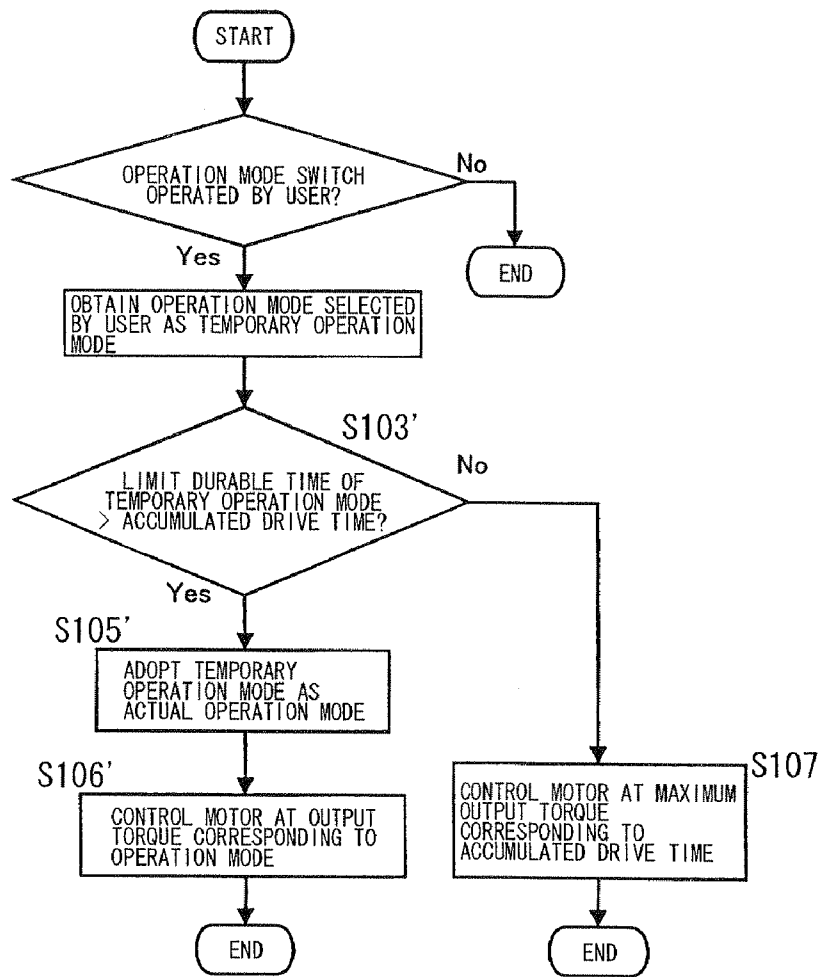 START
OPERATION MODE SWITCH
OPERATED BY USER?
No
END
Yes
OBTAIN OPERATION MODE SELECTED
BY USER AS TEMPORARY OPERATION
MODE
S103'
LIMIT DURABLE TIME OF
TEMPORARY OPERATION MODE
> ACCUMULATED DRIVE TIME?
No
Yes
S105'
ADOPT TEMPORARY
OPERATION MODE AS
ACTUAL OPERATION MODE
S106'
CONTROL MOTOR AT OUTPUT
TORQUE CORRESPONDING TO
OPERATION MODE
END
S107
CONTROL MOTOR AT MAXIMUM
OUTPUT TORQUE
CORRESPONDING TO
ACCUMULATED DRIVE TIME
END